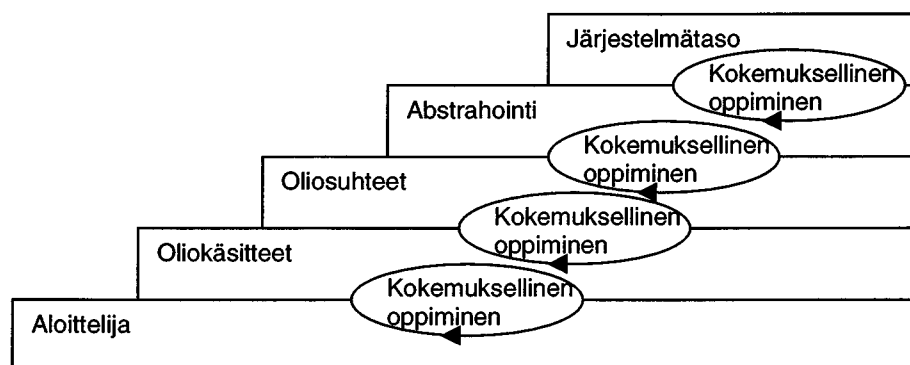 Järjestelmätaso
Kokemuksellinen
oppiminen
Abstrahointi
Kokemuksellinen
oppiminen
Oliosuhteet
Kokemuksellinen
oppiminen
Oliokäsitteet
Kokemuksellinen
oppiminen
Aloittelija